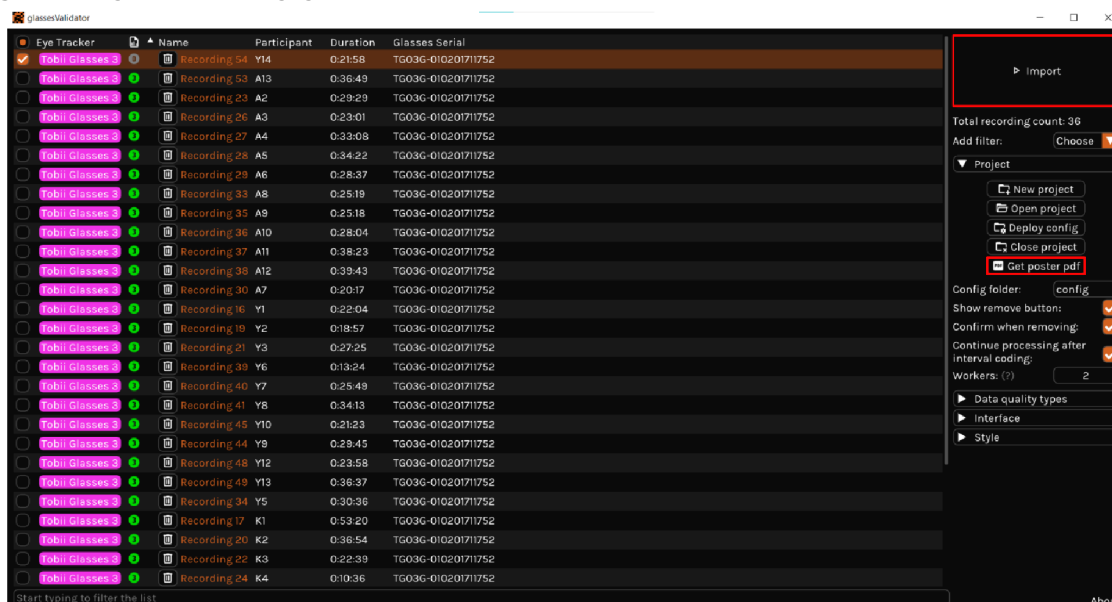 glassesValidator
Eye Tracker Name Participant Duration Glasses Serial
Tobii Glasses 3 Recording 54 Y14 0:21:58 TG03G-010201711752
Tobii Glasses 3 Recording 53 A13 0:36:49 TG03G-010201711752
Tobii Glasses 3 Recording 23 A2 0:29:29 TG03G-010201711752
Tobii Glasses 3 Recording 26 A3 0:23:01 TG03G-010201711752
Tobii Glasses 3 Recording 27 A4 0:33:08 TG03G-010201711752
Tobii Glasses 3 Recording 28 A5 0:34:22 TG03G-010201711752
Tobii Glasses 3 Recording 29 A6 0:28:37 TG03G-010201711752
Tobii Glasses 3 Recording 33 A8 0:25:19 TG03G-010201711752
Tobii Glasses 3 Recording 35 A9 0:25:18 TG03G-010201711752
Tobii Glasses 3 Recording 36 A10 0:28:04 TG03G-010201711752
Tobii Glasses 3 Recording 37 A11 0:38:23 TG03G-010201711752
Tobii Glasses 3 Recording 38 A12 0:39:43 TG03G-010201711752
Tobii Glasses 3 Recording 30 A7 0:20:17 TG03G-010201711752
Tobii Glasses 3 Recording 16 Y1 0:22:04 TG03G-010201711752
Tobii Glasses 3 Recording 19 Y2 0:18:57 TG03G-010201711752
Tobii Glasses 3 Recording 21 Y3 0:27:25 TG03G-010201711752
Tobii Glasses 3 Recording 39 Y6 0:13:24 TG03G-010201711752
Tobii Glasses 3 Recording 40 Y7 0:25:49 TG03G-010201711752
Tobii Glasses 3 Recording 41 Y8 0:34:13 TG03G-010201711752
Tobii Glasses 3 Recording 45 Y10 0:21:23 TG03G-010201711752
Tobii Glasses 3 Recording 44 Y9 0:29:45 TG03G-010201711752
Tobii Glasses 3 Recording 48 Y12 0:23:58 TG03G-010201711752
Tobii Glasses 3 Recording 49 Y13 0:36:37 TG03G-010201711752
Tobii Glasses 3 Recording 34 Y5 0:30:36 TG03G-010201711752
Tobii Glasses 3 Recording 17 K1 0:53:20 TG03G-010201711752
Tobii Glasses 3 Recording 20 K2 0:36:54 TG03G-010201711752
Tobii Glasses 3 Recording 22 K3 0:22:39 TG03G-010201711752
Tobii Glasses 3 Recording 24 K4 0:10:36 TG03G-010201711752
Start typing to filter the list
Import
Total recording count: 36
Add filter: Choose
Project
New project
Open project
Deploy config
Close project
Get poster pdf
Config folder: config
Show remove button:
Confirm when removing:
Continue processing after
interval coding:
Workers: (?) 2
Data quality types
Interface
Style